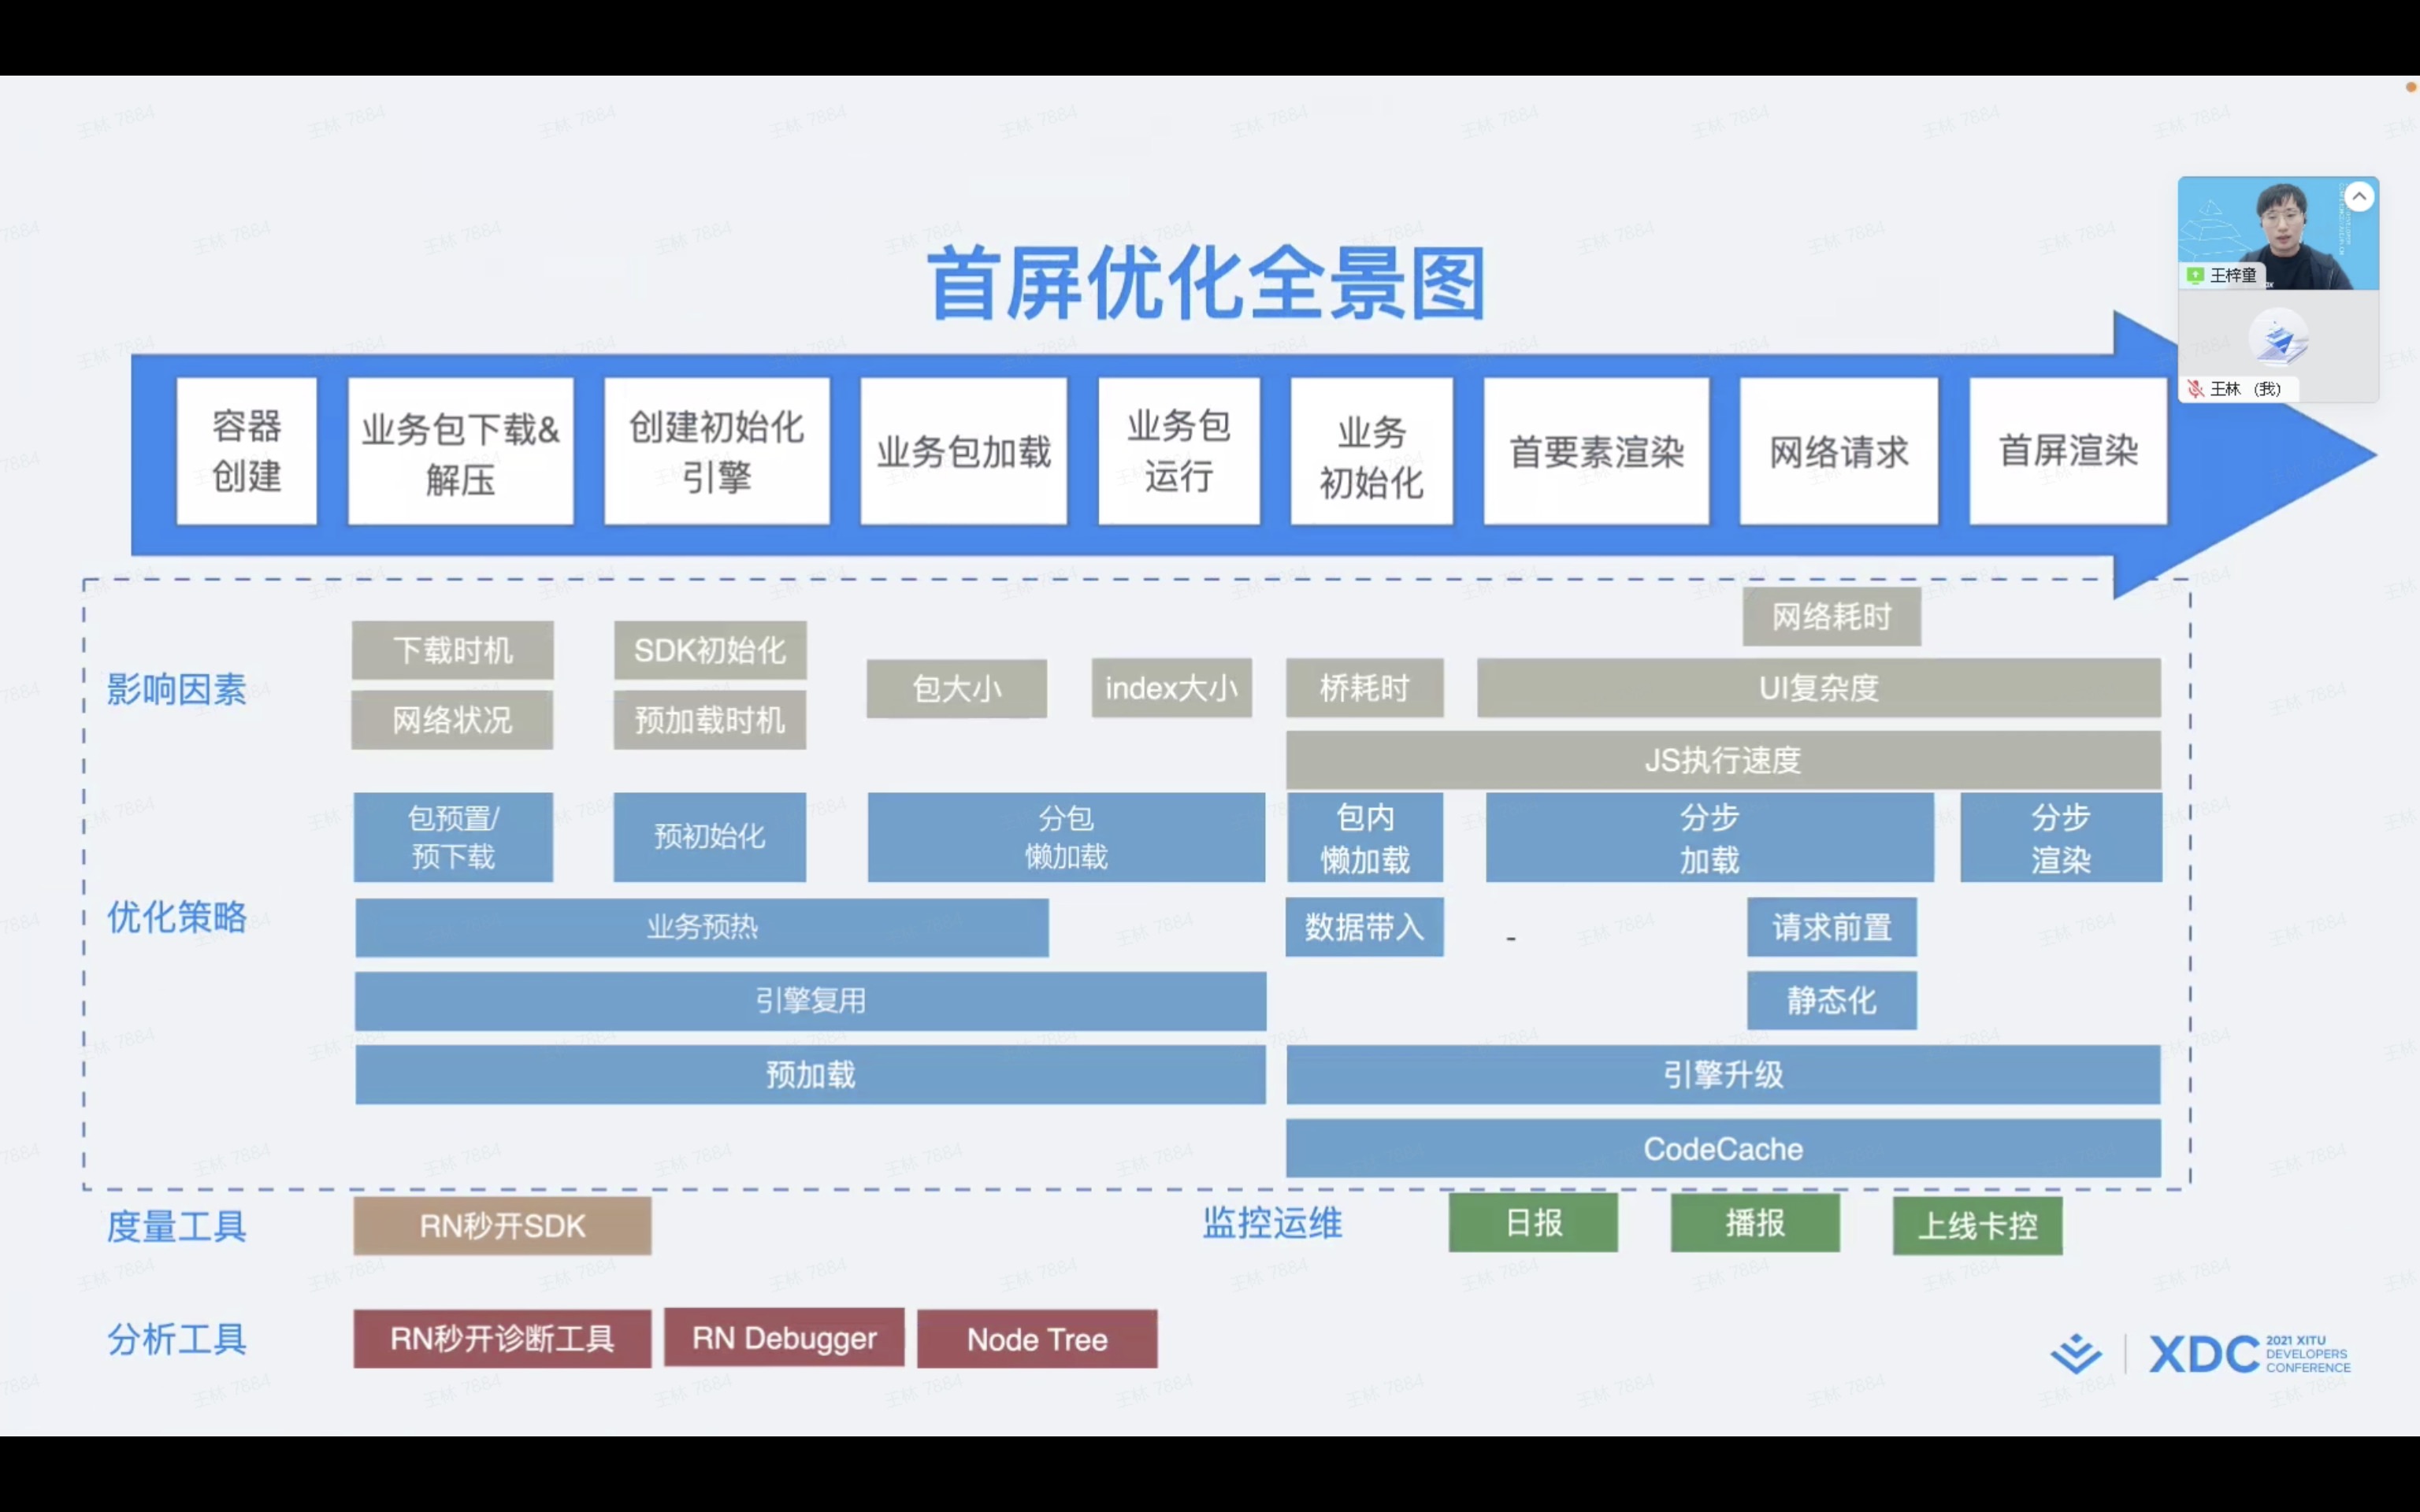 首屏优化全景图
王梓童
王林 (我)
容器
创建
业务包下载&
解压
创建初始化
引擎
业务包加载
业务包
运行
业务
初始化
首要素渲染
网络请求
首屏渲染
影响因素
下载时机
网络状况
SDK初始化
预加载时机
包大小
index大小
桥耗时
网络耗时
UI复杂度
JS执行速度
优化策略
包预置/
预下载
预初始化
分包
懒加载
包内
懒加载
分步
加载
分步
渲染
业务预热
数据带入
-
请求前置
引擎复用
静态化
预加载
引擎升级
CodeCache
度量工具
RN秒开SDK
监控运维
日报
播报
上线卡控
分析工具
RN秒开诊断工具
RN Debugger
Node Tree
XDC
2021 XITU
DEVELOPERS
CONFERENCE
王林 7884